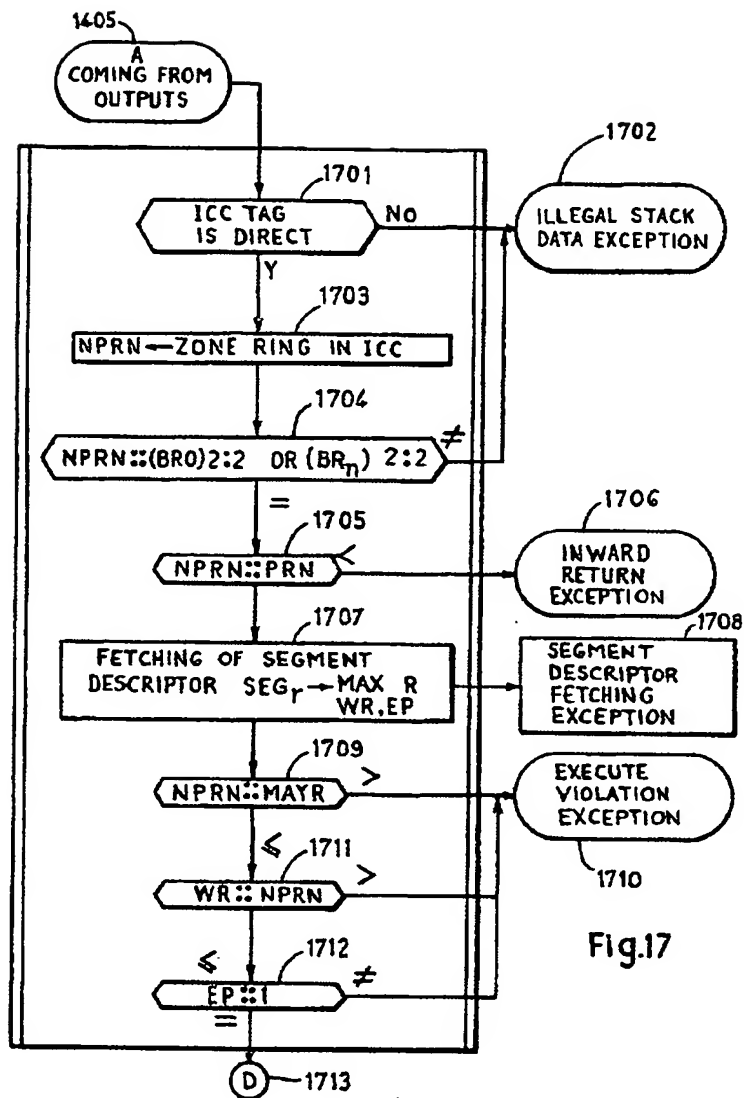 1405
A
COMING FROM
OUTPUTS
1701
ICC TAG
IS DIRECT
No
Y
1702
ILLEGAL STACK
DATA EXCEPTION
1703
NPRN ← ZONE RING IN ICC
1704
NPRN::(BRO)2:2 OR (BRn) 2:2
≠
=
1705
NPRN::PRN
<
1706
INWARD
RETURN
EXCEPTION
1707
FETCHING OF SEGMENT
DESCRIPTOR SEGr → MAX R
WR,EP
1708
SEGMENT
DESCRIPTOR
FETCHING
EXCEPTION
1709
NPRN::MAYR
>
≤
EXECUTE
VIOLATION
EXCEPTION
1710
1711
WR::NPRN
>
≤
1712
EP::1
≠
=
D
1713
Fig.17